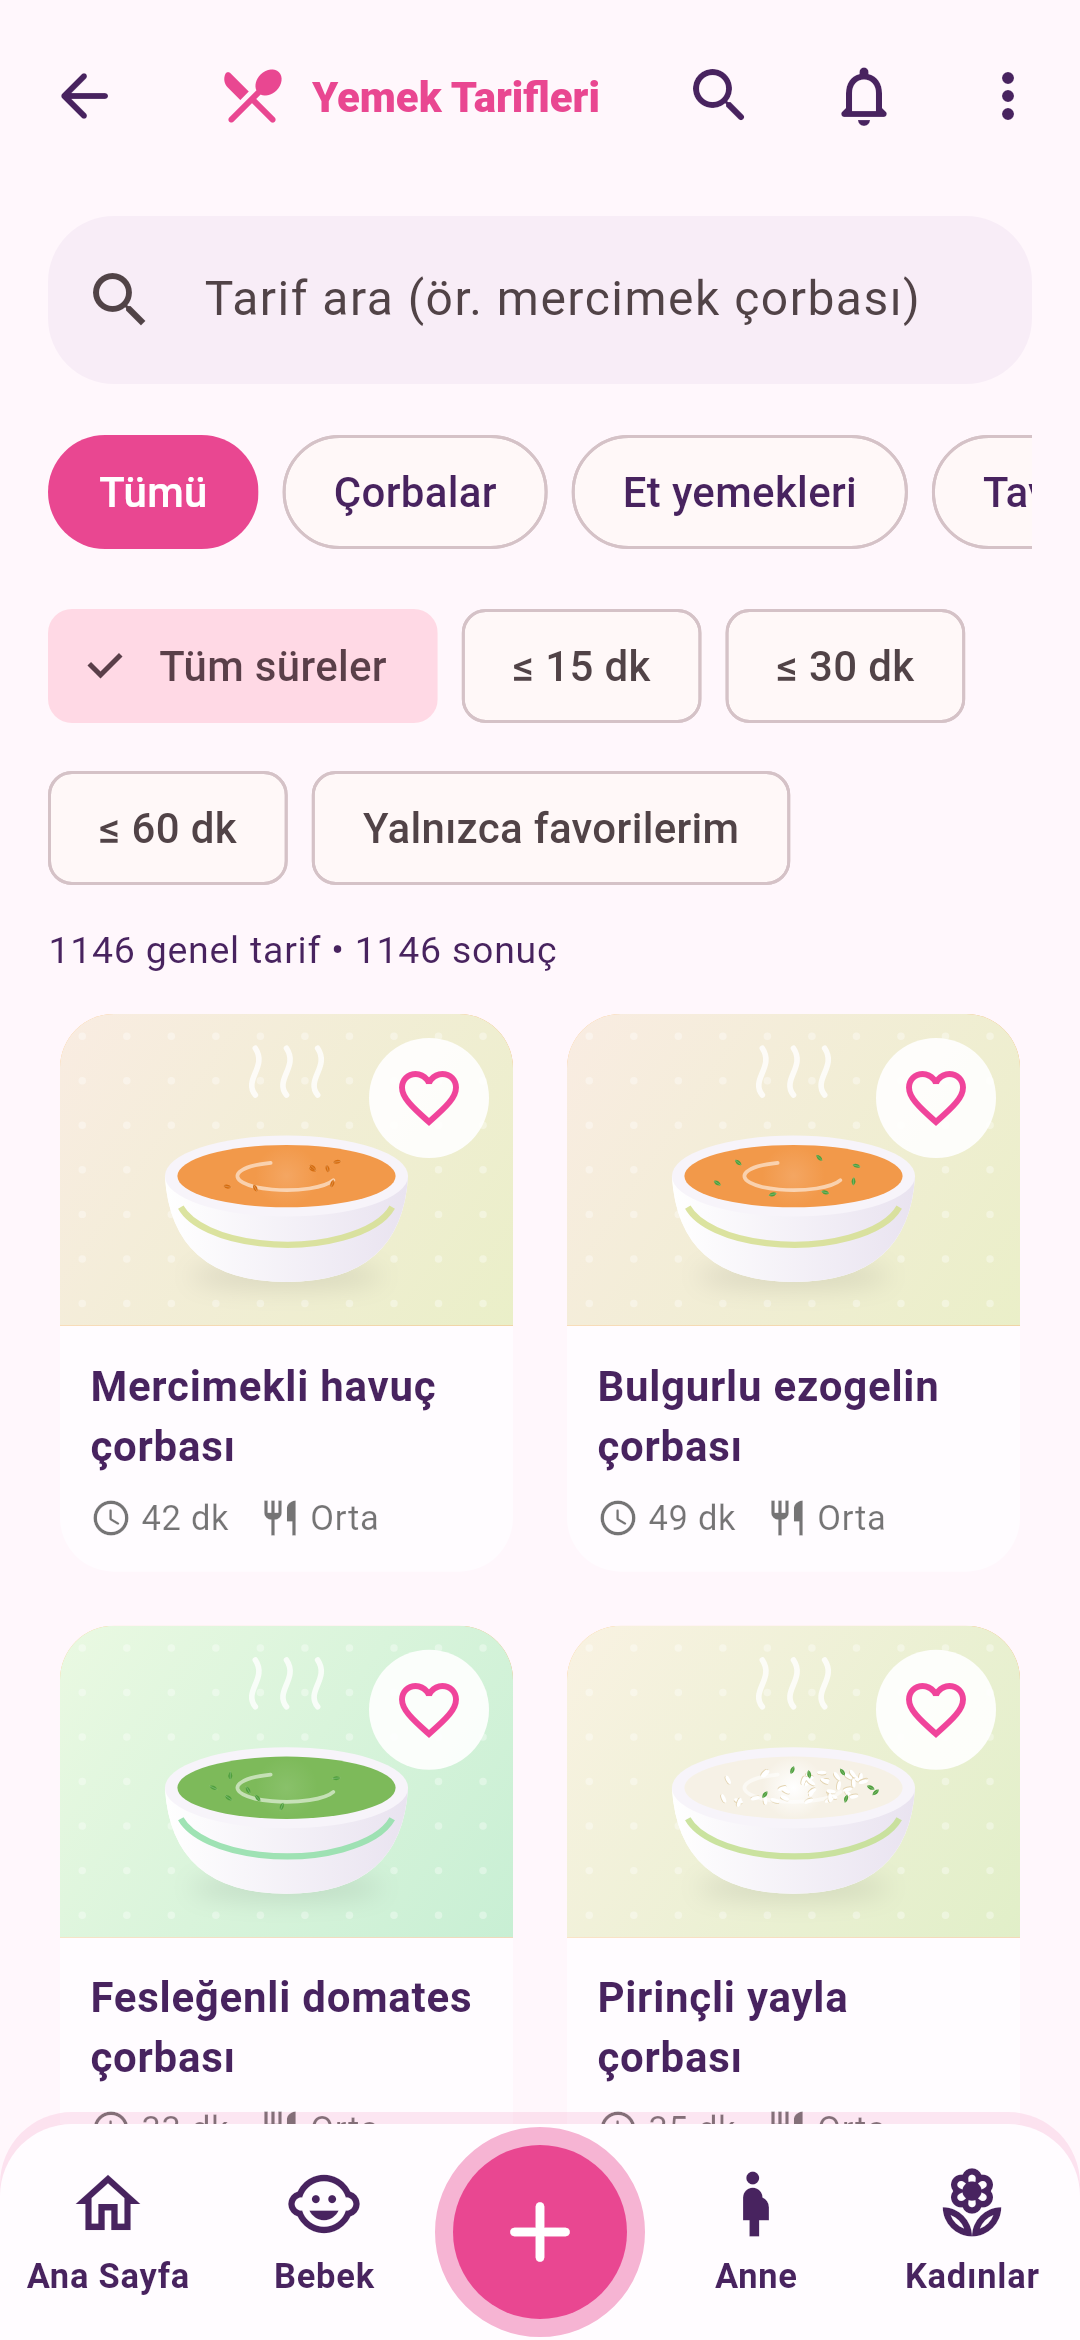 Yemek Tarifleri
Tarif ara (ör. mercimek çorbası)
Tümü
Çorbalar
Et yemekleri
Tüm süreler
≤ 15 dk
≤ 30 dk
≤ 60 dk
Yalnızca favorilerim
1146 genel tarif • 1146 sonuç
Mercimekli havuç
çorbası
42 dk
Orta
Bulgurlu ezogelin
çorbası
49 dk
Orta
Fesleğenli domates
çorbası
Pirinçli yayla
çorbası
Ana Sayfa
Bebek
Anne
Kadınlar